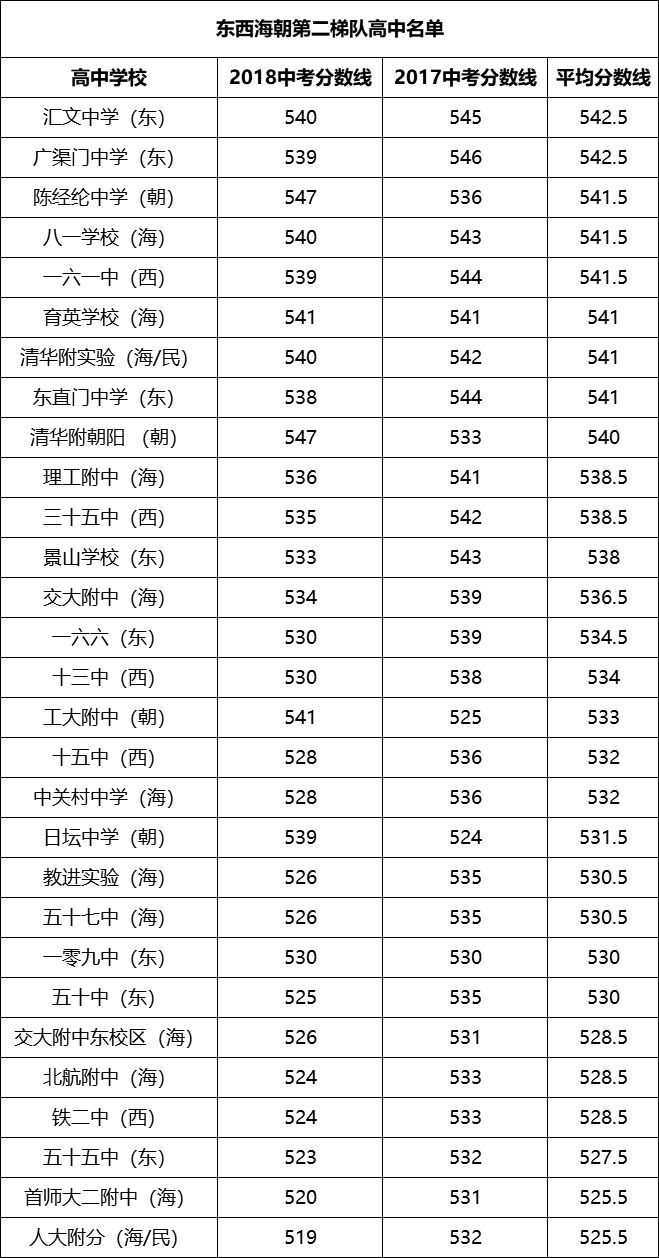 东西海朝第二梯队高中名单
高中学校 2018中考分数线 2017中考分数线 平均分数线
汇文中学（东） 540 545 542.5
广渠门中学（东） 539 546 542.5
陈经纶中学（朝） 547 536 541.5
八一学校（海） 540 543 541.5
一六一中（西） 539 544 541.5
育英学校（海） 541 541 541
清华附实验（海/民） 540 542 541
东直门中学（东） 538 544 541
清华附朝阳 （朝） 547 533 540
理工附中（海） 536 541 538.5
三十五中（西） 535 542 538.5
景山学校（东） 533 543 538
交大附中（海） 534 539 536.5
一六六（东） 530 539 534.5
十三中（西） 530 538 534
工大附中（朝） 541 525 533
十五中（西） 528 536 532
中关村中学（海） 528 536 532
日坛中学（朝） 539 524 531.5
教进实验（海） 526 535 530.5
五十七中（海） 526 535 530.5
一零九中（东） 530 530 530
五十中（东） 525 535 530
交大附中东校区（海） 526 531 528.5
北航附中（海） 524 533 528.5
铁二中（西） 524 533 528.5
五十五中（东） 523 532 527.5
首师大二附中（海） 520 531 525.5
人大附分（海/民） 519 532 525.5